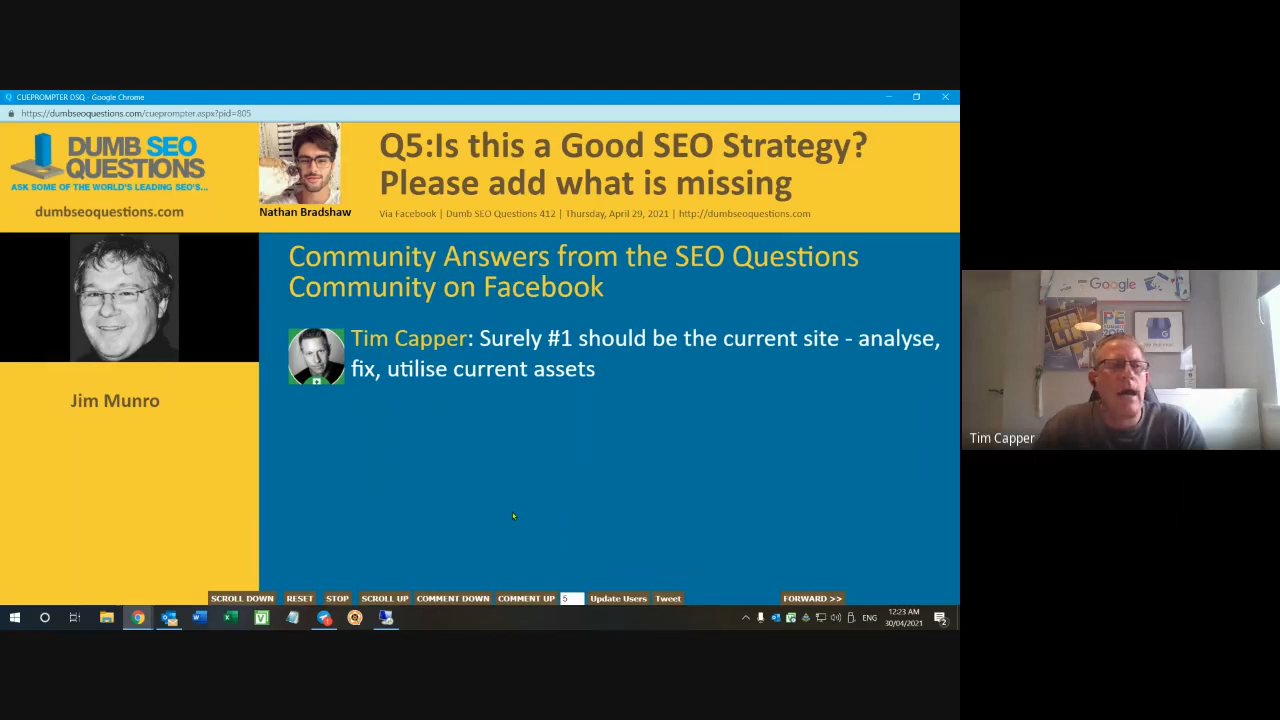 CUEPROMPTER DSQ - Google Chrome
https://dumbseoquestions.com/cueprompter.aspx?pid=805
DUMB SEO
QUESTIONS
ASK SOME OF THE WORLD'S LEADING SEO'S...
dumbseoquestions.com
Nathan Bradshaw
Q5:Is this a Good SEO Strategy?
Please add what is missing
Via Facebook | Dumb SEO Questions 412 | Thursday, April 29, 2021 | http://dumbseoquestions.com
Jim Munro
Community Answers from the SEO Questions
Community on Facebook
Tim Capper: Surely #1 should be the current site - analyse,
fix, utilise current assets
Google
Tim Capper
SCROLL DOWN RESET STOP SCROLL UP COMMENT DOWN COMMENT UP 5 Update Users Tweet FORWARD >>
ENG
12:23 AM
30/04/2021
2